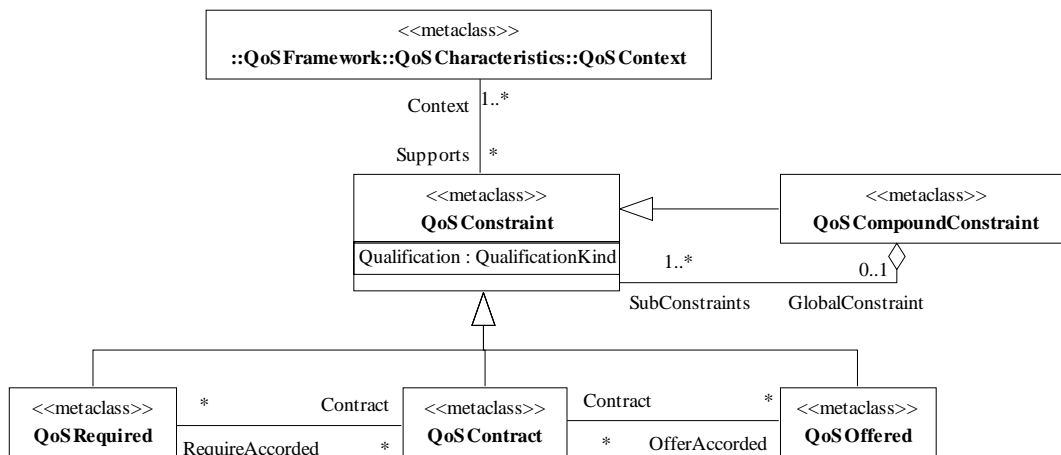 <<metaclass>>
::QoSFramework::QoSCharacteristics::QoSContext
Context 1..*
Supports *
<<metaclass>>
QoSConstraint
Qualification : QualificationKind
<<metaclass>>
QoSCompoundConstraint
1..* 0..1
SubConstraints GlobalConstraint
<<metaclass>>
QoSRequired
* Contract
RequireAccorded *
<<metaclass>>
QoSContract
Contract *
* OfferAccorded
<<metaclass>>
QoSOffered